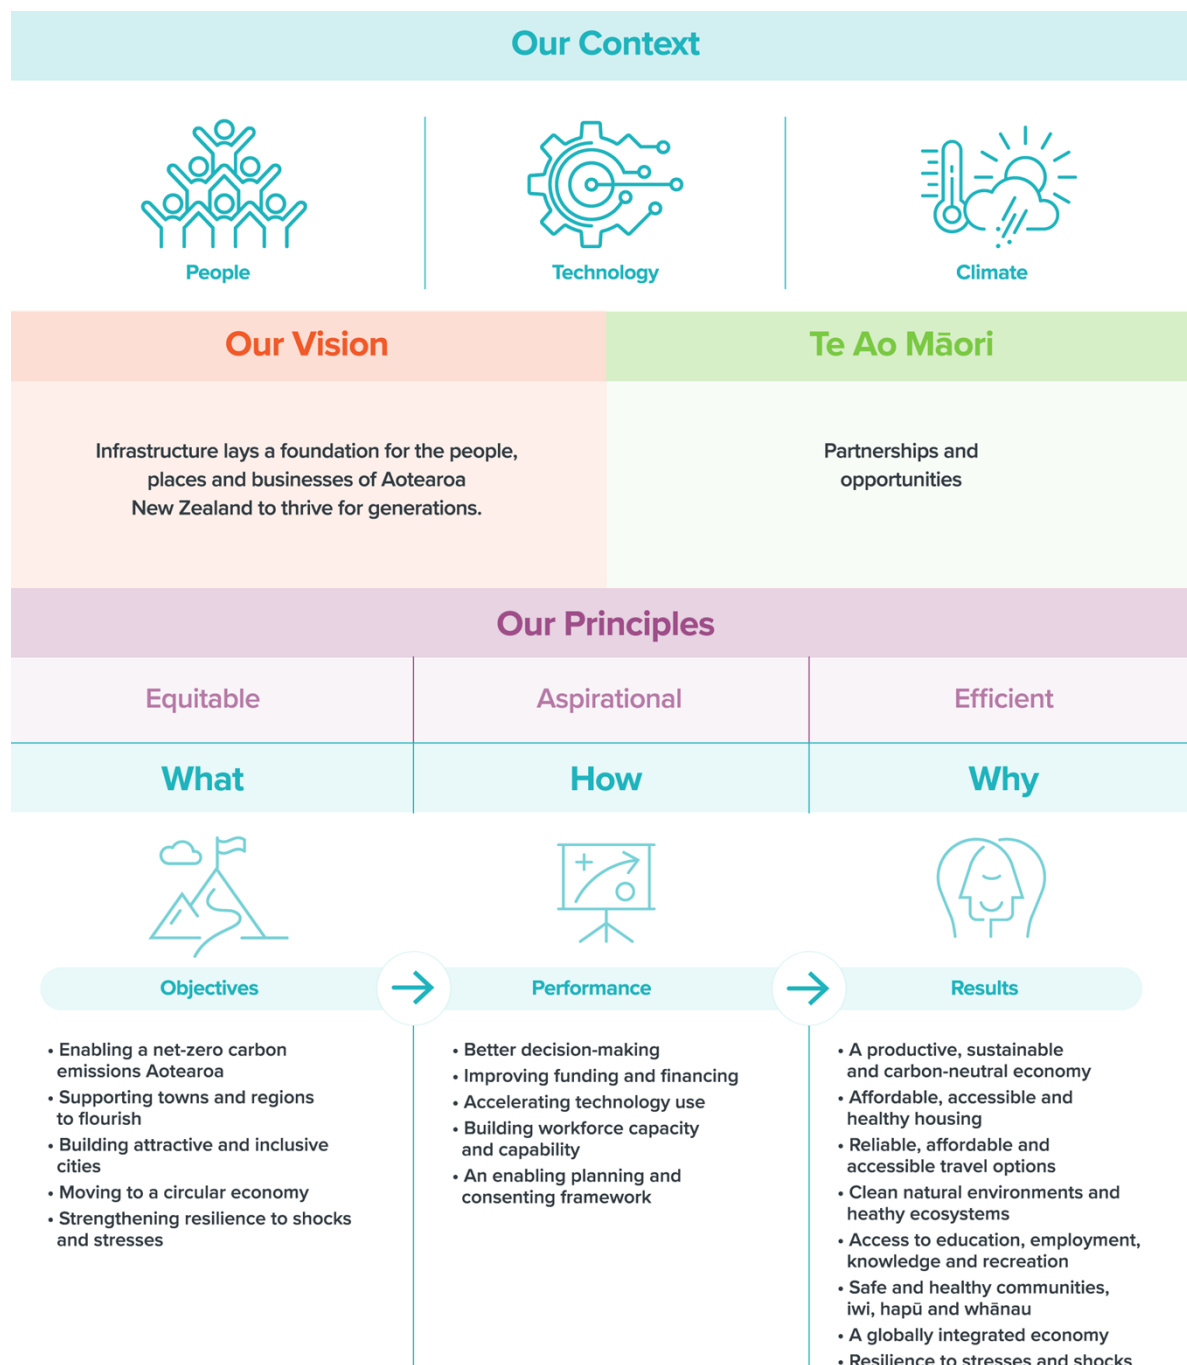 Our Context
People
Technology
Climate
Our Vision
Te Ao Māori
Infrastructure lays a foundation for the people,
places and businesses of Aotearoa
New Zealand to thrive for generations.
Partnerships and
opportunities
Our Principles
Equitable
Aspirational
Efficient
What
How
Why
Objectives
Performance
Results
• Enabling a net-zero carbon
emissions Aotearoa
• Supporting towns and regions
to flourish
• Building attractive and inclusive
cities
• Moving to a circular economy
• Strengthening resilience to shocks
and stresses
• Better decision-making
• Improving funding and financing
• Accelerating technology use
• Building workforce capacity
and capability
• An enabling planning and
consenting framework
• A productive, sustainable
and carbon-neutral economy
• Affordable, accessible and
healthy housing
• Reliable, affordable and
accessible travel options
• Clean natural environments and
heathy ecosystems
• Access to education, employment,
knowledge and recreation
• Safe and healthy communities,
iwi, hapū and whānau
• A globally integrated economy
• Resilience to stresses and shocks